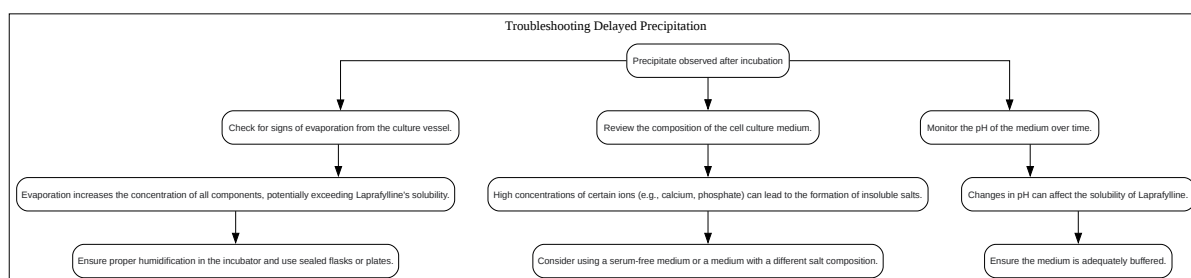 Troubleshooting Delayed Precipitation
Precipitate observed after incubation
Check for signs of evaporation from the culture vessel.
Review the composition of the cell culture medium.
Monitor the pH of the medium over time.
Evaporation increases the concentration of all components, potentially exceeding Laprafylline's solubility.
High concentrations of certain ions (e.g., calcium, phosphate) can lead to the formation of insoluble salts.
Changes in pH can affect the solubility of Laprafylline.
Ensure proper humidification in the incubator and use sealed flasks or plates.
Consider using a serum-free medium or a medium with a different salt composition.
Ensure the medium is adequately buffered.